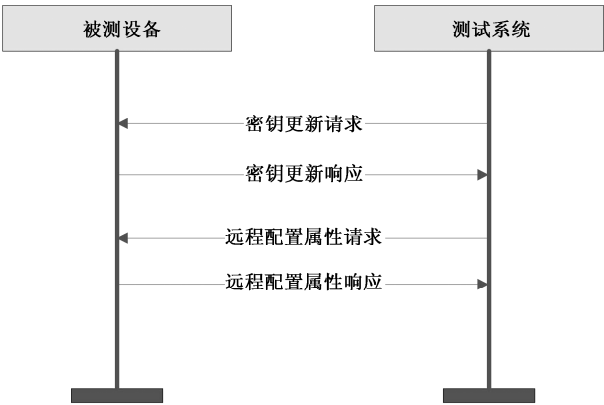 被测设备
测试系统
密钥更新请求
密钥更新响应
远程配置属性请求
远程配置属性响应